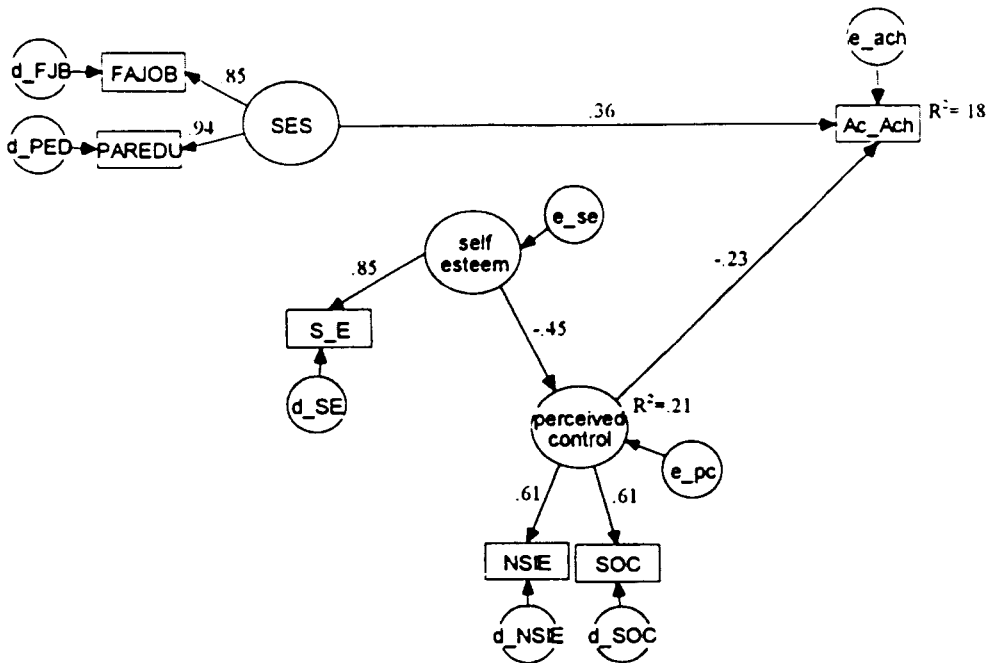 e_ach
d_FJB
FAJOB
.85
SES
.36
Ac_Ach
R²=.18
d_PED
PAREDU
.94
e_se
self
esteem
.85
-.23
S_E
-.45
d_SE
perceived
control
R²=.21
e_pc
.61
.61
NSIE
SOC
d_NSIE
d_SOC